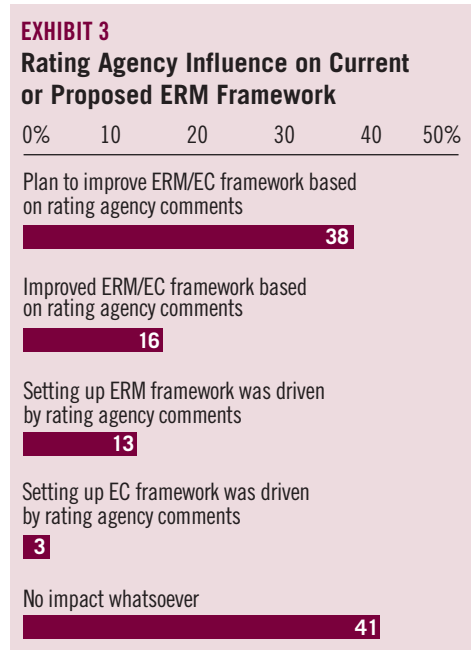 EXHIBIT 3
Rating Agency Influence on Current
or Proposed ERM Framework
0% 10 20 30 40 50%
Plan to improve ERM/EC framework based
on rating agency comments
38
Improved ERM/EC framework based
on rating agency comments
16
Setting up ERM framework was driven
by rating agency comments
13
Setting up EC framework was driven
by rating agency comments
3
No impact whatsoever
41